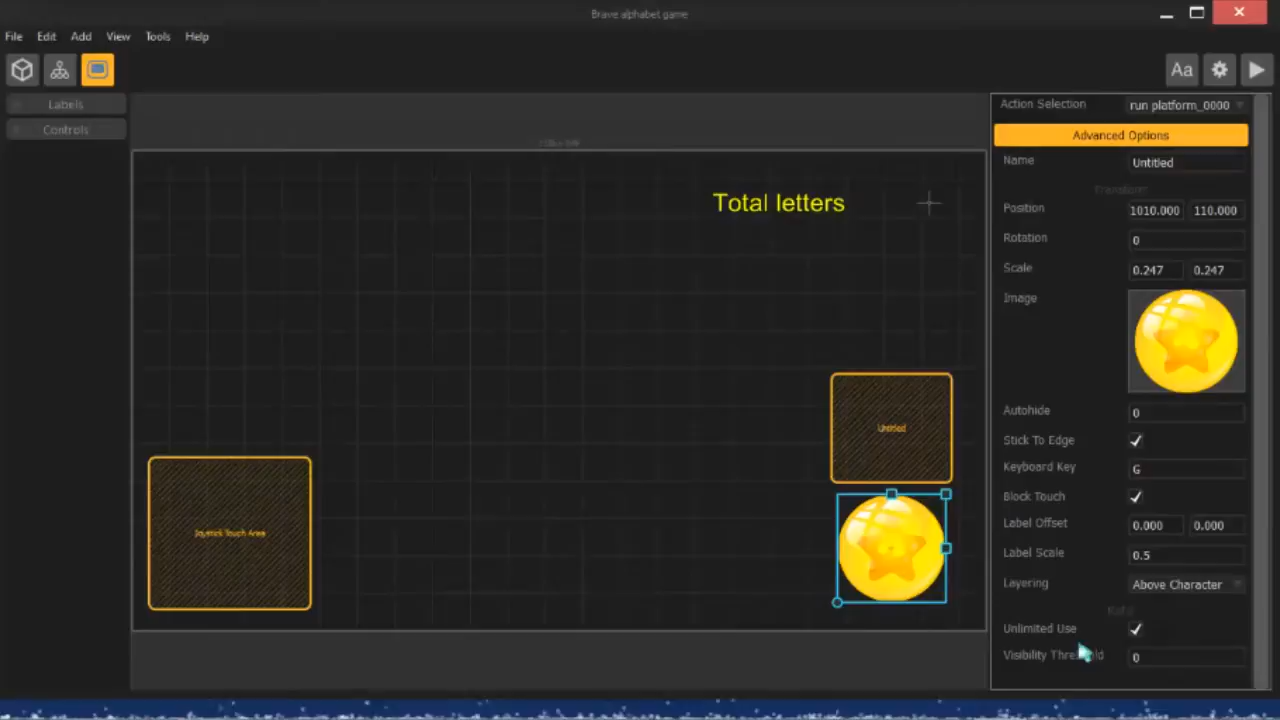 Brave alphabet game
File Edit Add View Tools Help
Aa
Labels
Controls
Total letters
Untitled
Joystick Touch Area
Action Selection run platform_0000
Advanced Options
Name Untitled
Transform
Position 1010.000 110.000
Rotation 0
Scale 0.247 0.247
Image
Autohide 0
Stick To Edge
Keyboard Key G
Block Touch
Label Offset 0.000 0.000
Label Scale 0.5
Layering Above Character
Unlimited Use
Visibility Threshold 0